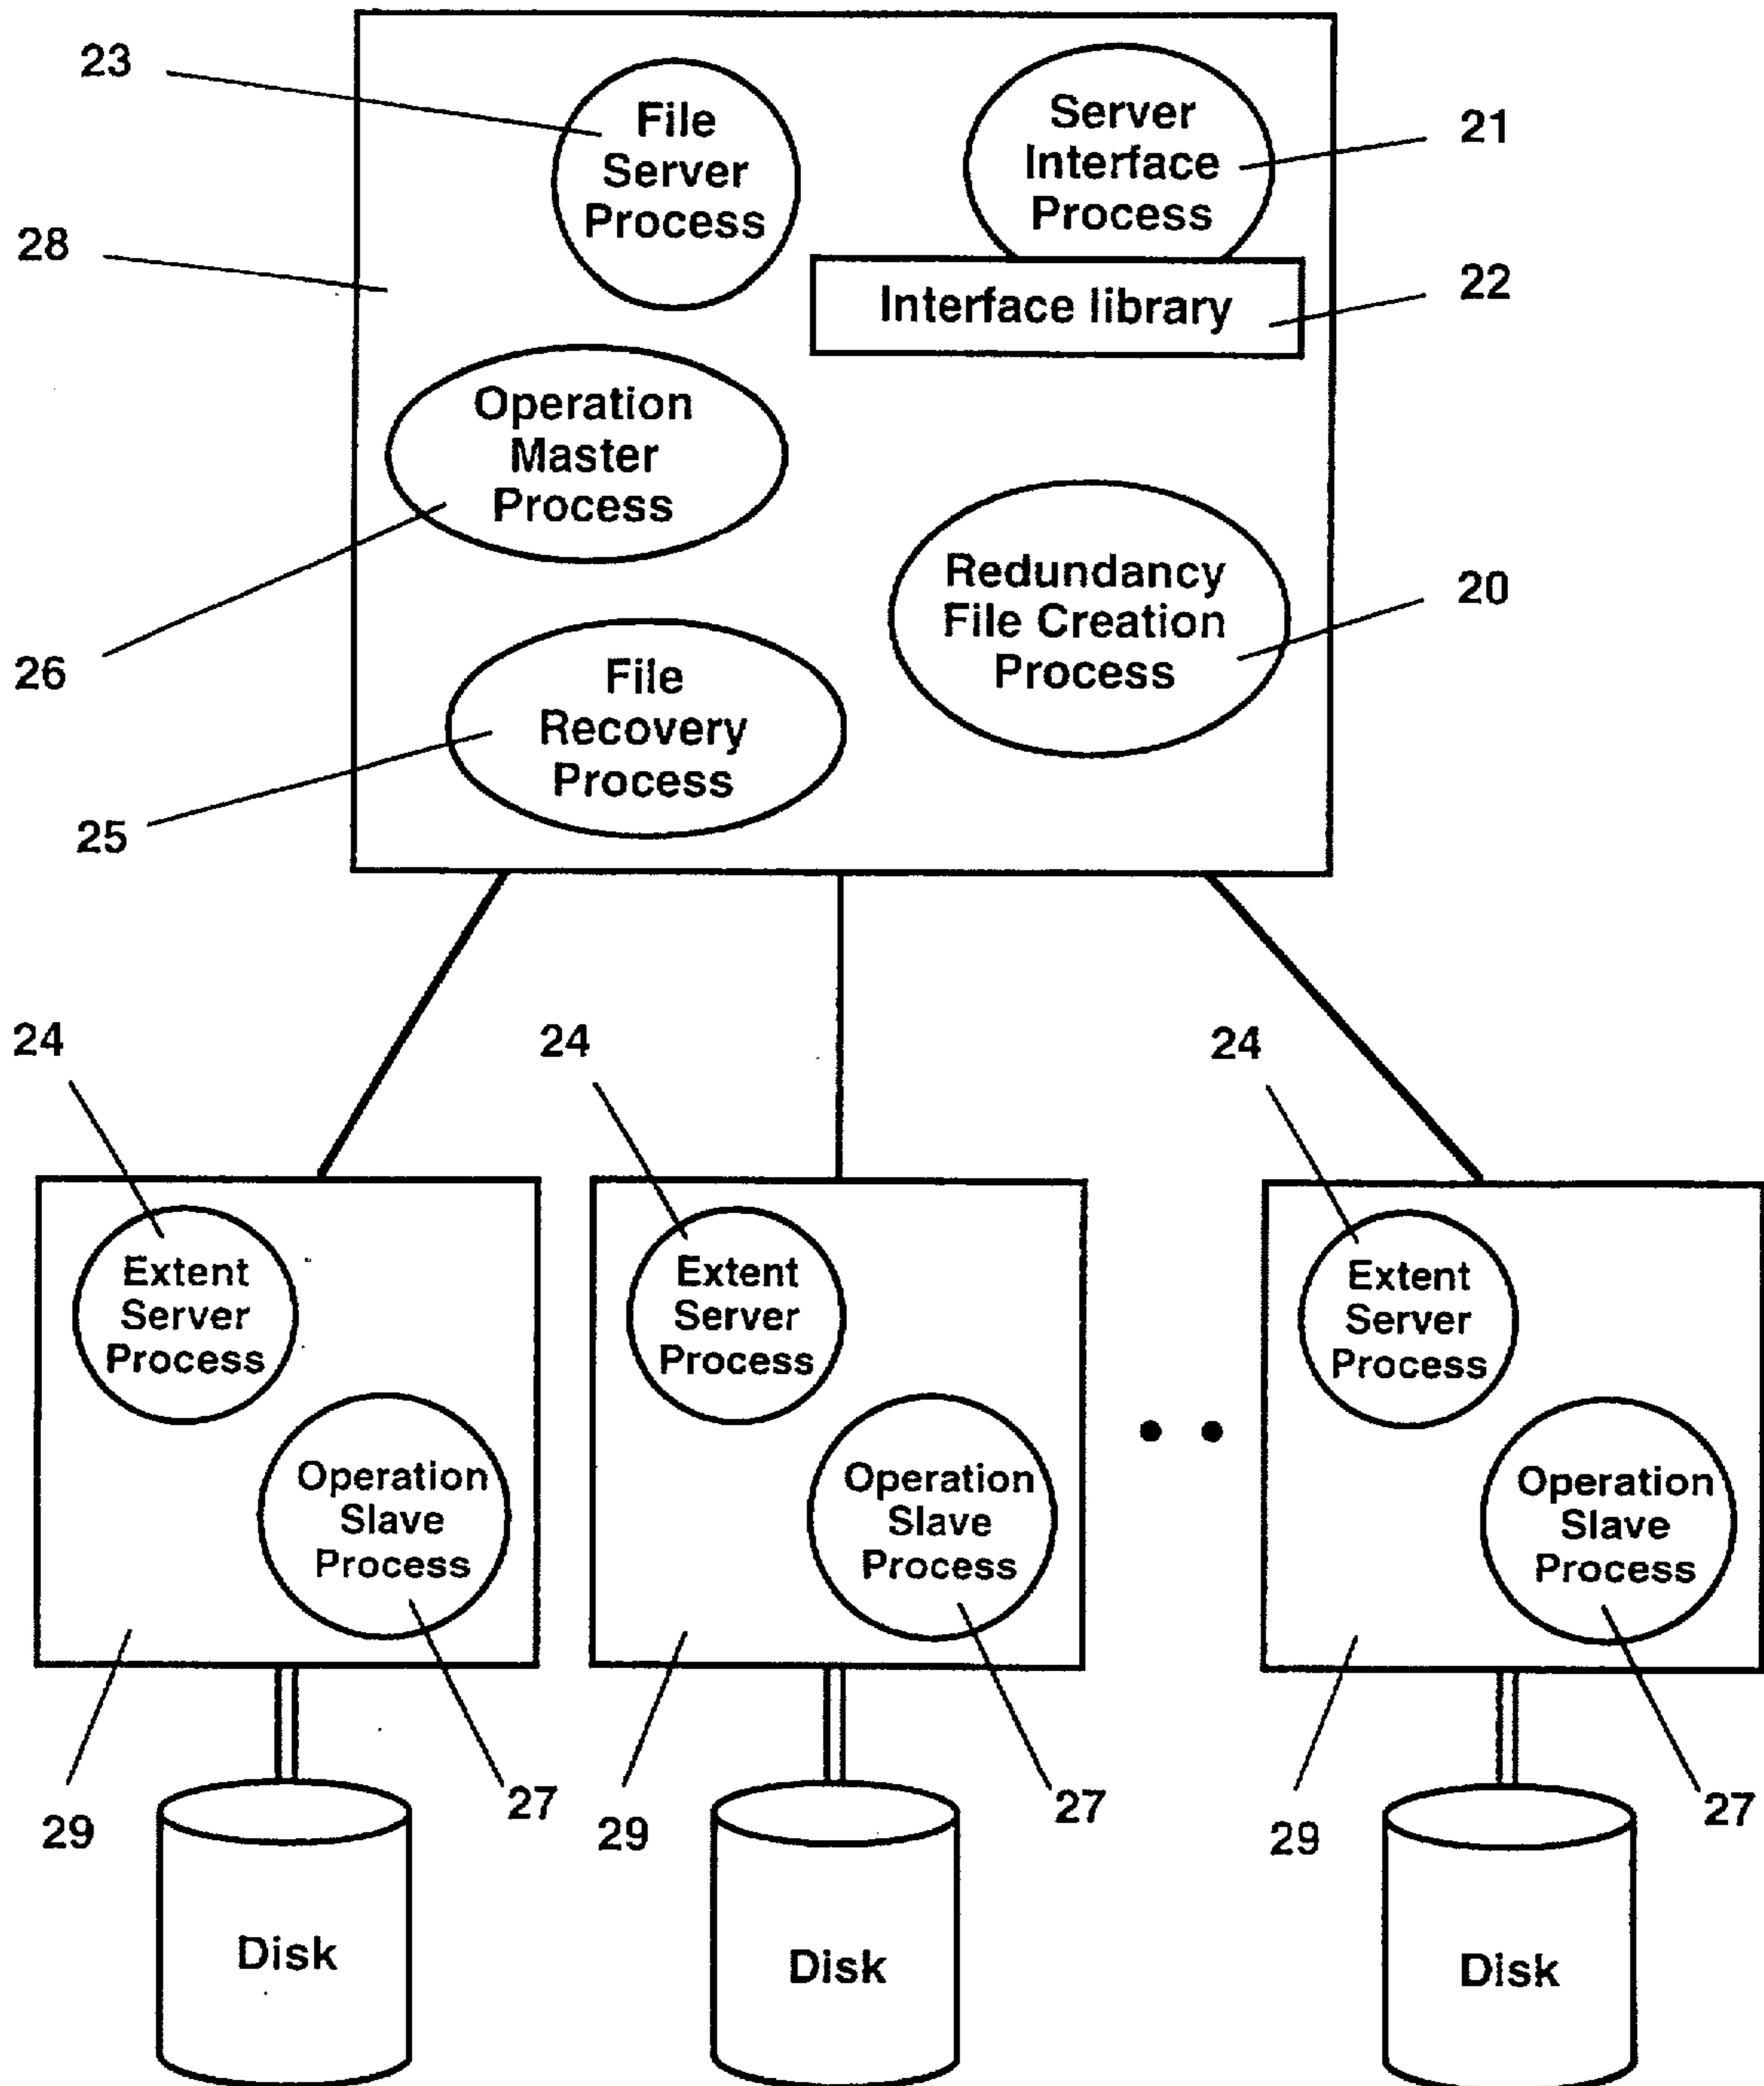 23
File
Server
Process
Server
Interface
Process
21
28
Interface library
22
Operation
Master
Process
26
Redundancy
File Creation
Process
20
File
Recovery
Process
25
24
24
24
Extent
Server
Process
Extent
Server
Process
Extent
Server
Process
Operation
Slave
Process
Operation
Slave
Process
Operation
Slave
Process
29
27
29
27
29
27
Disk
Disk
Disk